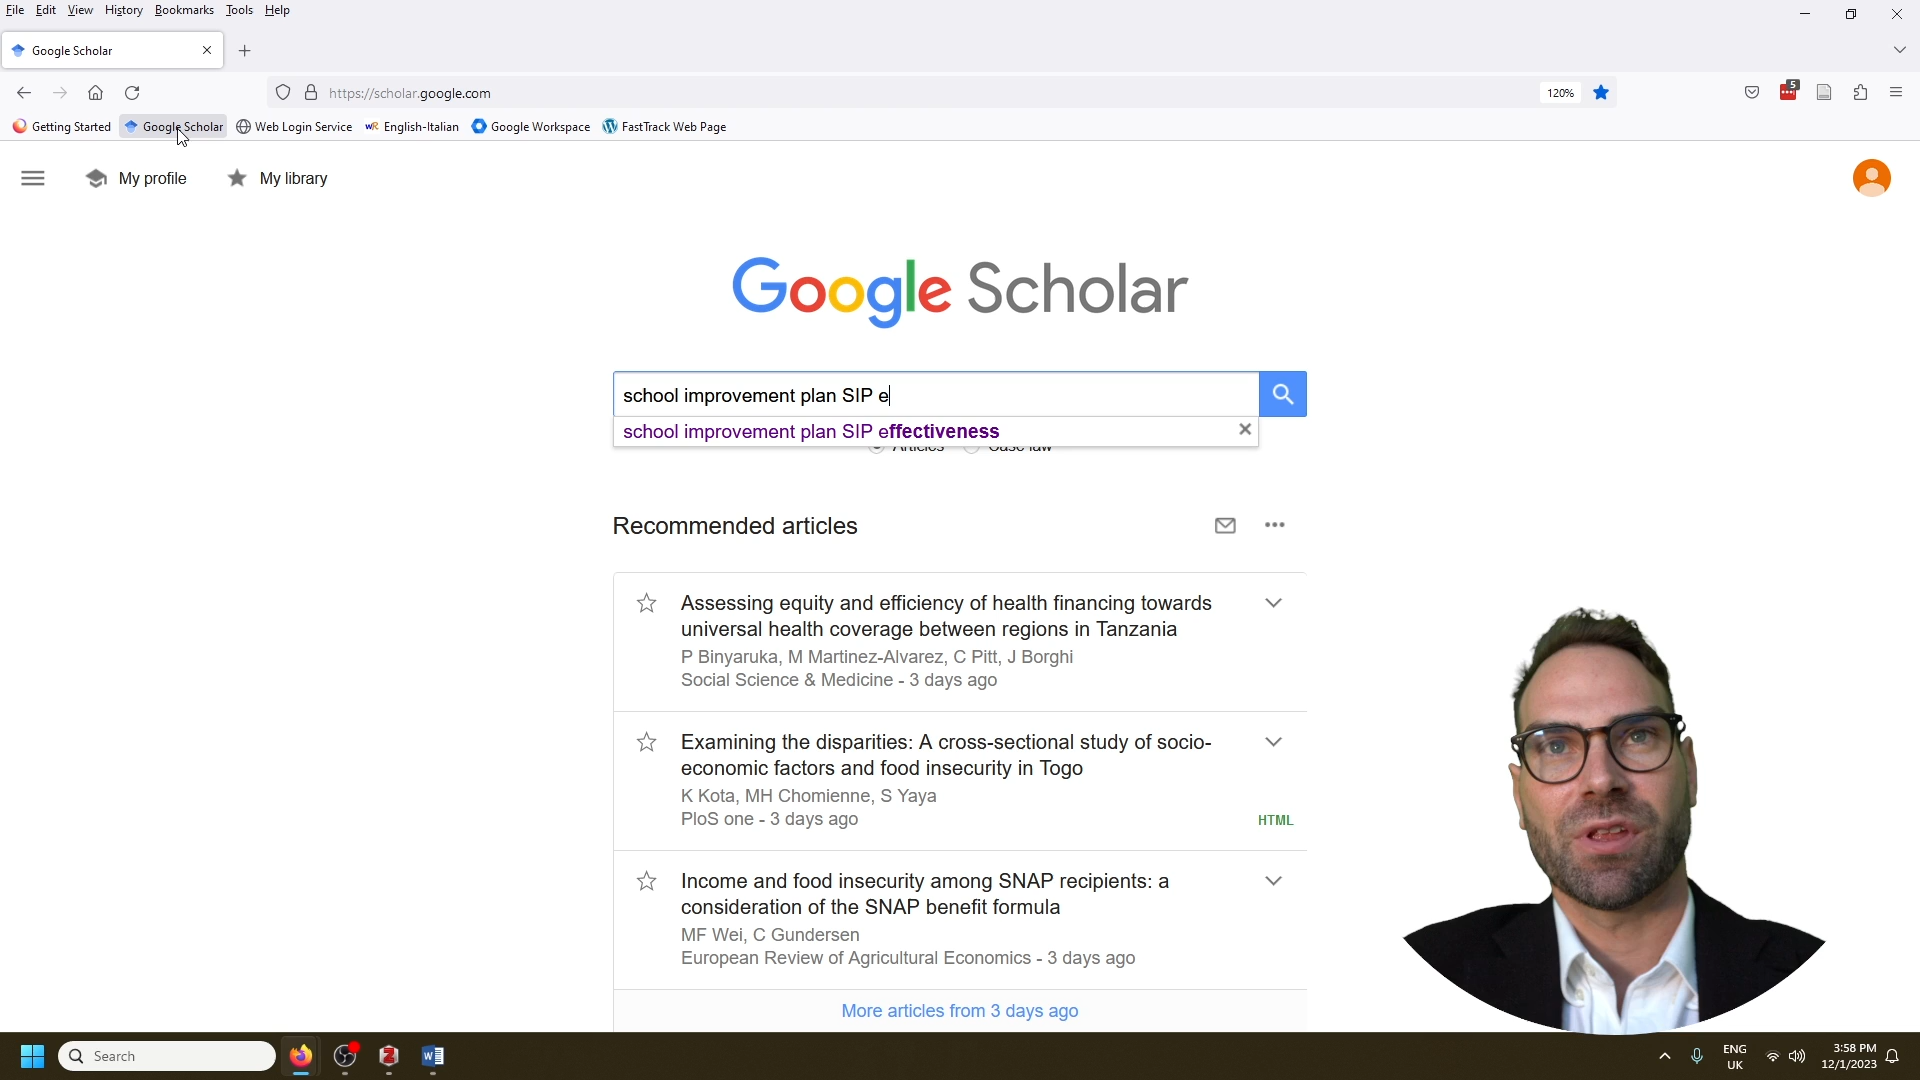 File Edit View History Bookmarks Tools Help
Google Scholar
https://scholar.google.com
120%
5
Getting Started Google Scholar Web Login Service English-Italian Google Workspace FastTrack Web Page
My profile My library
Google Scholar
school improvement plan SIP e
school improvement plan SIP effectiveness
Articles Case law
Recommended articles
Assessing equity and efficiency of health financing towards
universal health coverage between regions in Tanzania
P Binyaruka, M Martinez-Alvarez, C Pitt, J Borghi
Social Science & Medicine - 3 days ago
Examining the disparities: A cross-sectional study of socio-
economic factors and food insecurity in Togo
K Kota, MH Chomienne, S Yaya
PloS one - 3 days ago
HTML
Income and food insecurity among SNAP recipients: a
consideration of the SNAP benefit formula
MF Wei, C Gundersen
European Review of Agricultural Economics - 3 days ago
More articles from 3 days ago
Search
ENG
UK
3:58 PM
12/1/2023